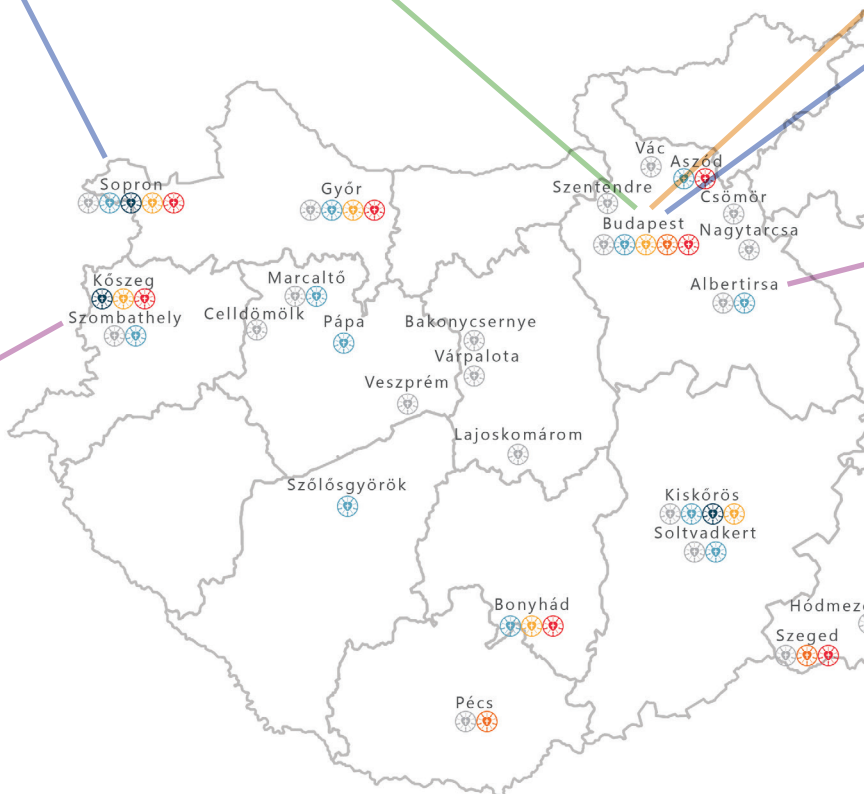 Vác
Aszód
Sopron
Győr
Szentendre
Csömör
Budapest
Nagytarcsa
Kőszeg
Marcaltő
Albertirsa
Szombathely
Celldömölk
Pápa
Bakonycsernye
Várpalota
Veszprém
Lajoskomárom
Szőlősgyörök
Kiskőrös
Soltvadkert
Bonyhád
Hódmeze
Szeged
Pécs